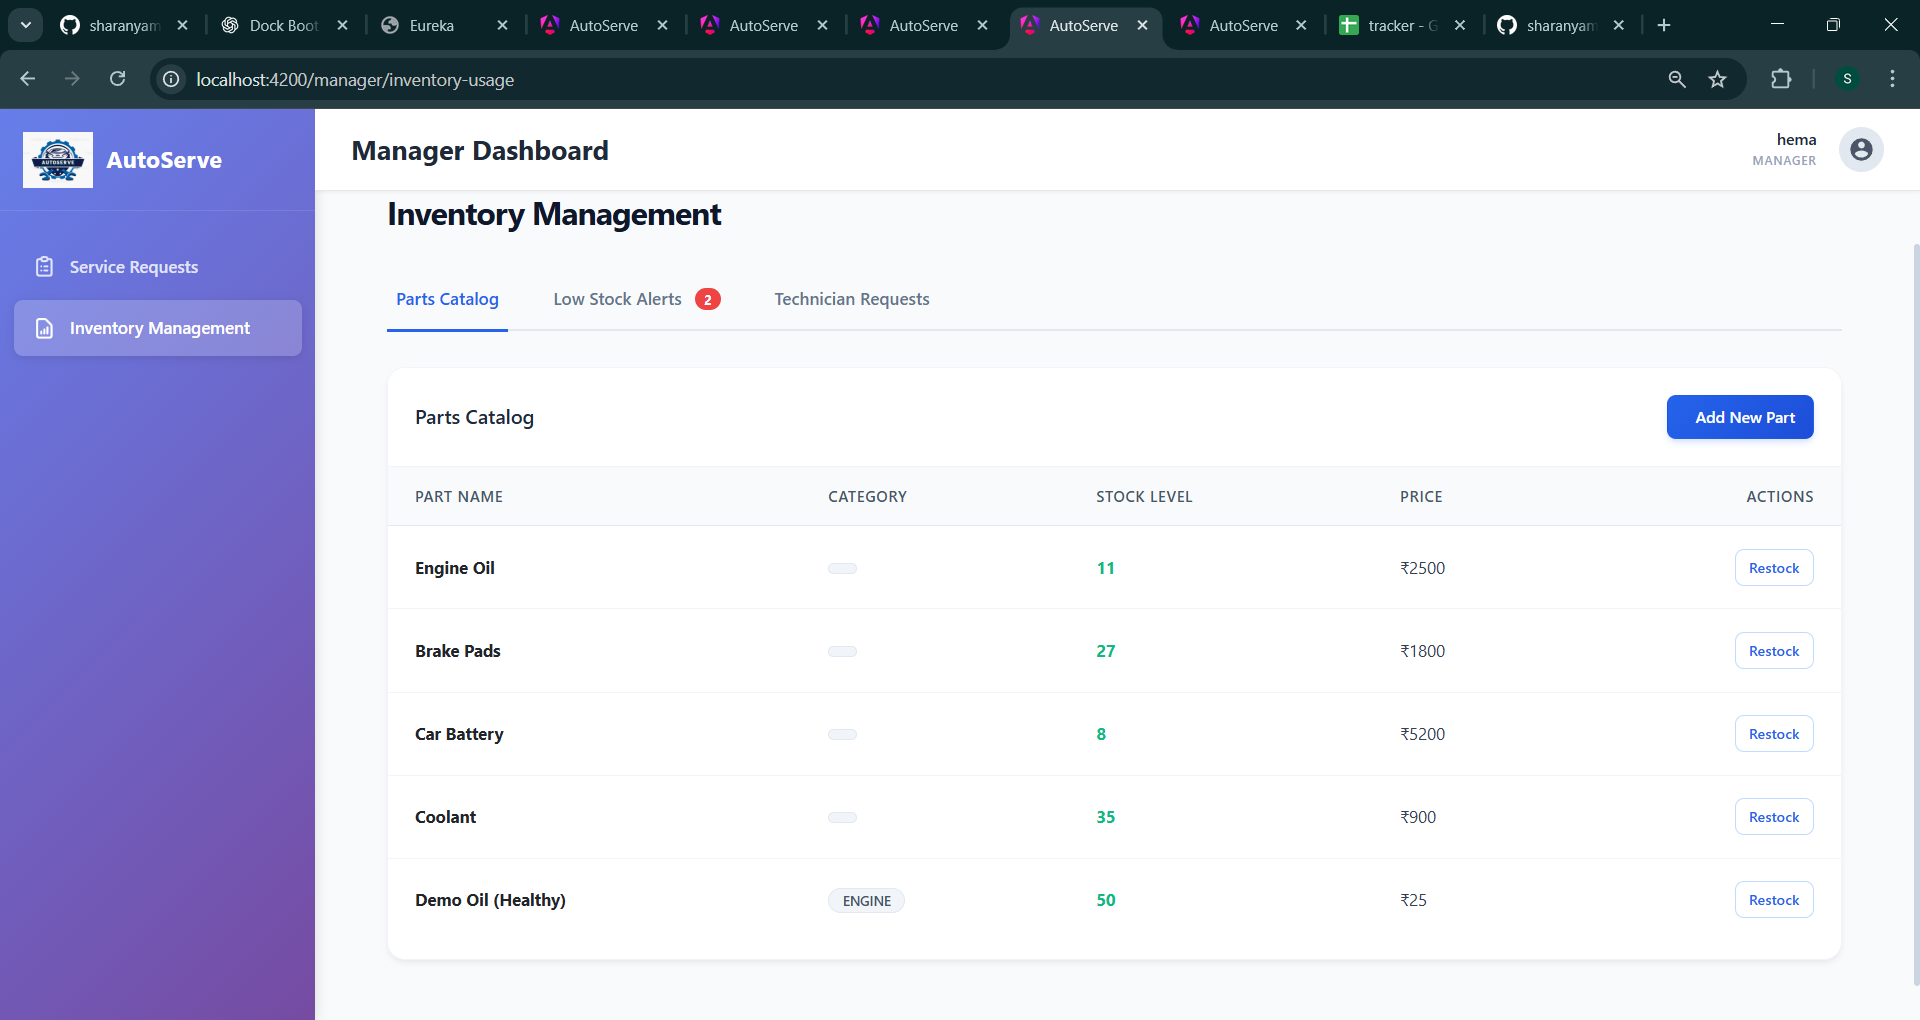 sharanyam
Dock Boot
Eureka
AutoServe
AutoServe
AutoServe
AutoServe
AutoServe
tracker - G
sharanyam
localhost:4200/manager/inventory-usage
S
AUTOSERVE
AutoServe
Manager Dashboard
hema
MANAGER
Service Requests
Inventory Management
Inventory Management
Parts Catalog
Low Stock Alerts 2
Technician Requests
Parts Catalog
Add New Part
PART NAME CATEGORY STOCK LEVEL PRICE ACTIONS
Engine Oil 11 ₹2500 Restock
Brake Pads 27 ₹1800 Restock
Car Battery 8 ₹5200 Restock
Coolant 35 ₹900 Restock
Demo Oil (Healthy) ENGINE 50 ₹25 Restock